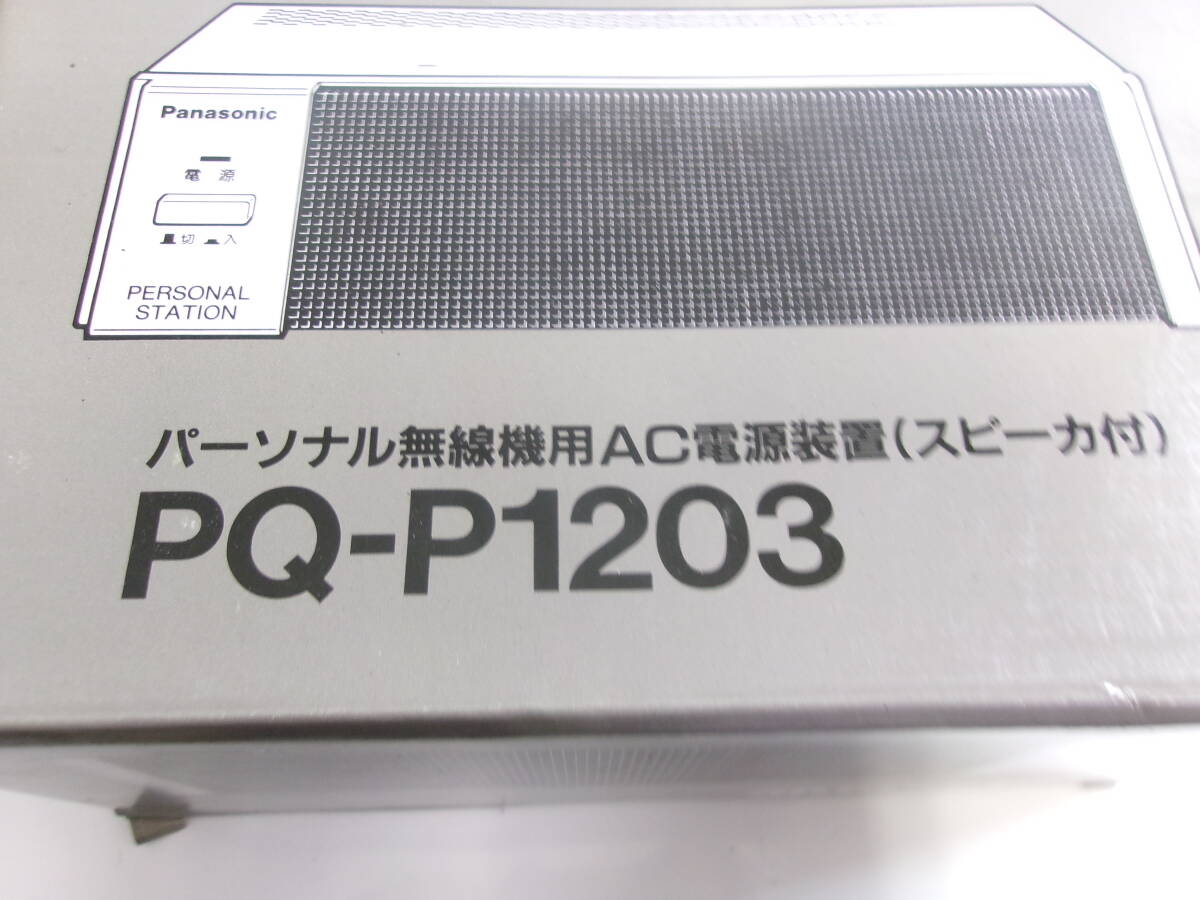 Panasonic
電源
切 入
PERSONAL
STATION
パーソナル無線機用AC電源装置(スピーカ付)
PQ-P1203